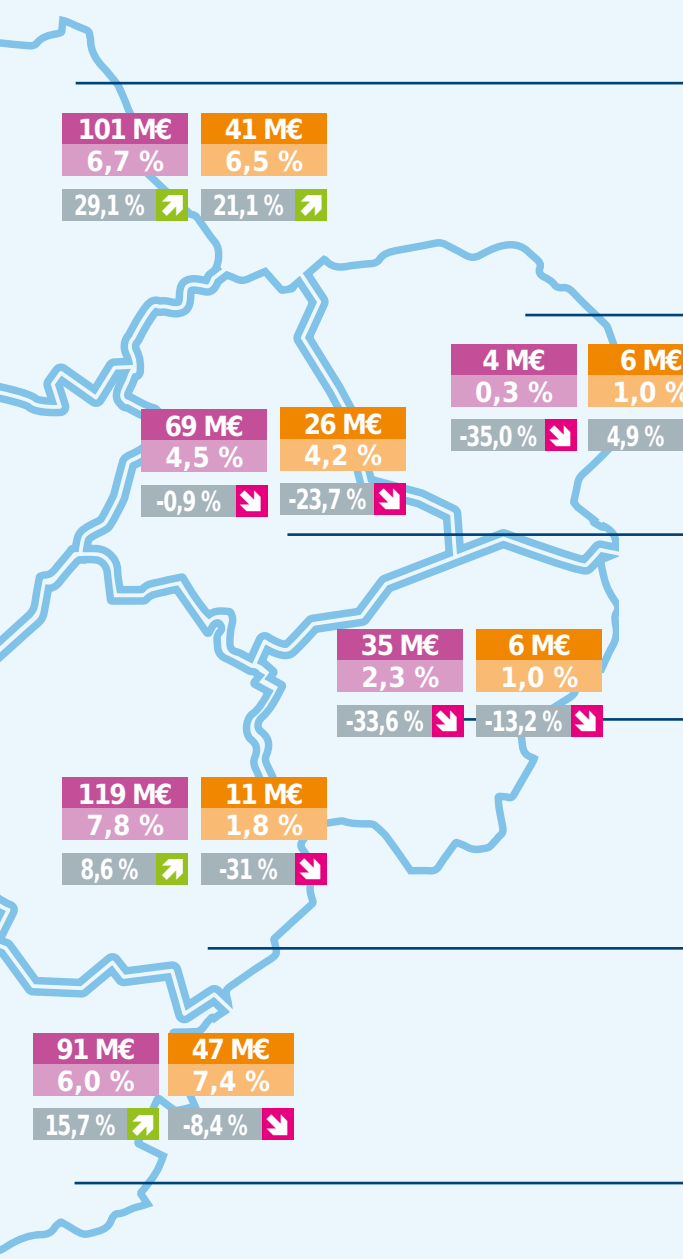 101 M€ 41 M€
6,7 % 6,5 %
29,1 % 21,1 %
4 M€ 6 M€
0,3 % 1,0 %
-35,0 % 4,9 %
69 M€ 26 M€
4,5 % 4,2 %
-0,9 % -23,7 %
35 M€ 6 M€
2,3 % 1,0 %
-33,6 % -13,2 %
119 M€ 11 M€
7,8 % 1,8 %
8,6 % -31 %
91 M€ 47 M€
6,0 % 7,4 %
15,7 % -8,4 %